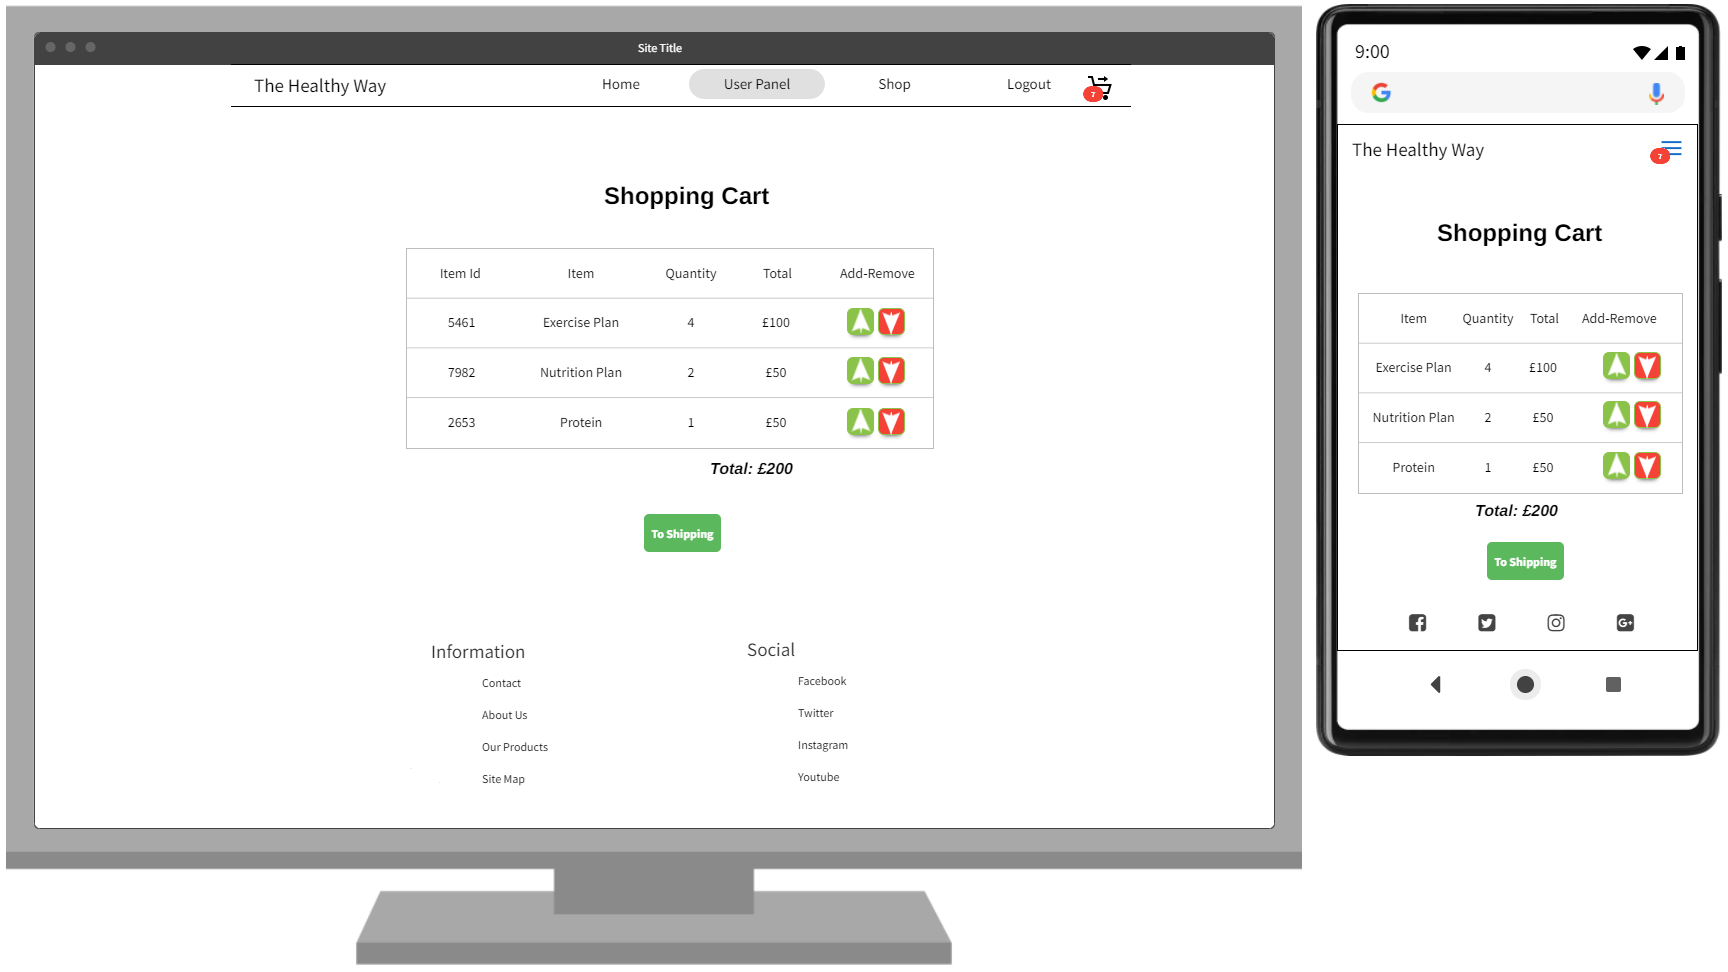 Site Title
The Healthy Way Home User Panel Shop Logout 7
Shopping Cart
Item Id Item Quantity Total Add-Remove
5461 Exercise Plan 4 £100
7982 Nutrition Plan 2 £50
2653 Protein 1 £50
Total: £200
To Shipping
Information
Contact
About Us
Our Products
Site Map
Social
Facebook
Twitter
Instagram
Youtube
9:00
G
The Healthy Way 7
Shopping Cart
Item Quantity Total Add-Remove
Exercise Plan 4 £100
Nutrition Plan 2 £50
Protein 1 £50
Total: £200
To Shipping
G+